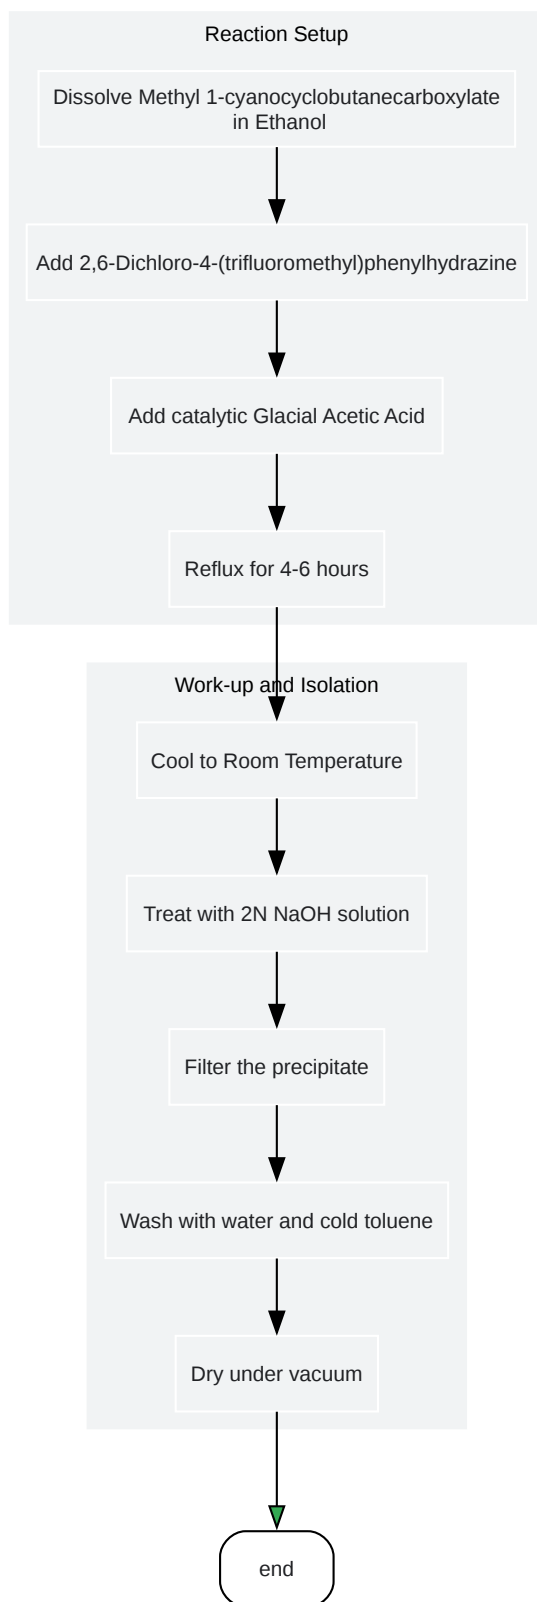 Reaction Setup
Dissolve Methyl 1-cyanocyclobutanecarboxylate
in Ethanol
Add 2,6-Dichloro-4-(trifluoromethyl)phenylhydrazine
Add catalytic Glacial Acetic Acid
Reflux for 4-6 hours
Work-up and Isolation
Cool to Room Temperature
Treat with 2N NaOH solution
Filter the precipitate
Wash with water and cold toluene
Dry under vacuum
end